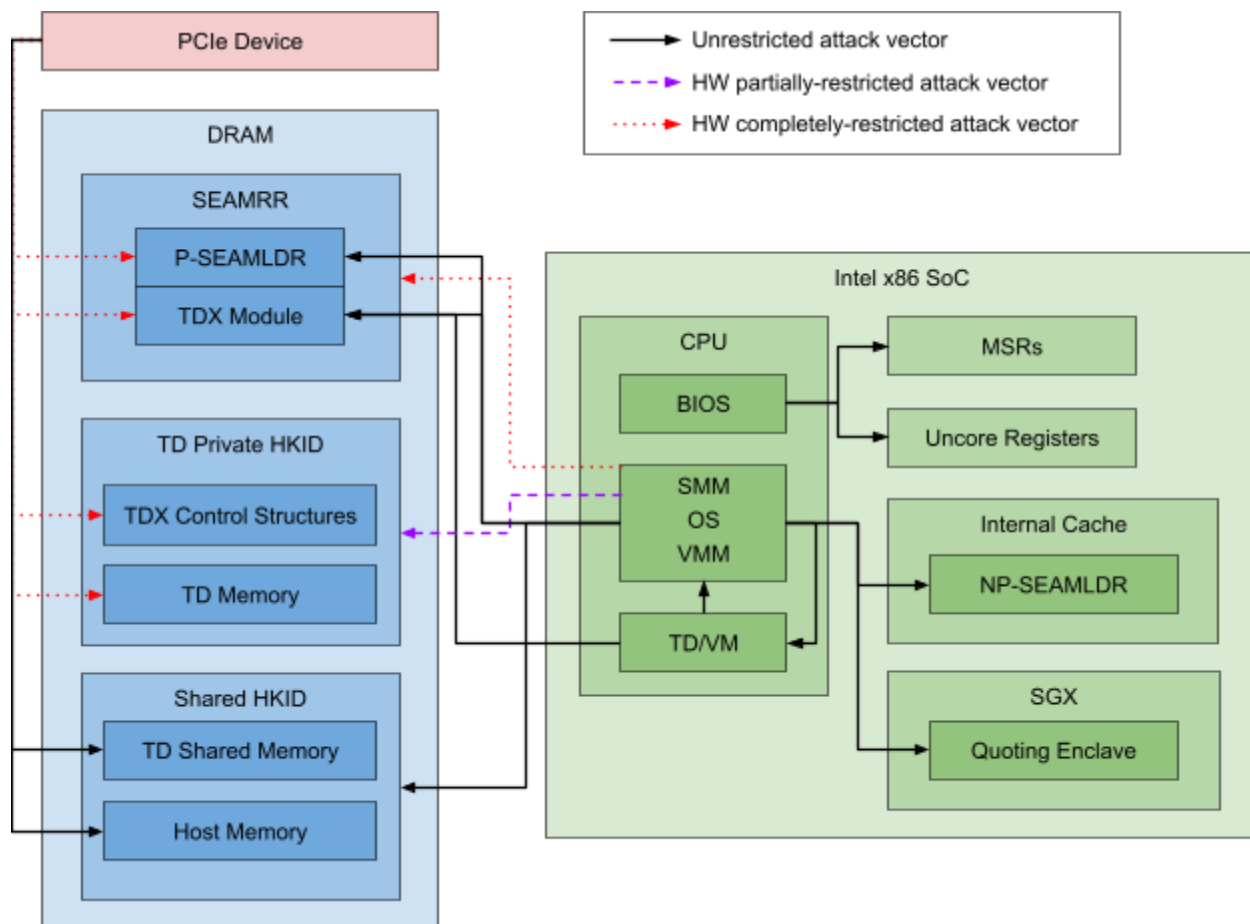 PCIe Device
Unrestricted attack vector
HW partially-restricted attack vector
HW completely-restricted attack vector
DRAM
SEAMRR
P-SEAMLDR
TDX Module
TD Private HKID
TDX Control Structures
TD Memory
Shared HKID
TD Shared Memory
Host Memory
Intel x86 SoC
CPU
BIOS
SMM
OS
VMM
TD/VM
MSRs
Uncore Registers
Internal Cache
NP-SEAMLDR
SGX
Quoting Enclave